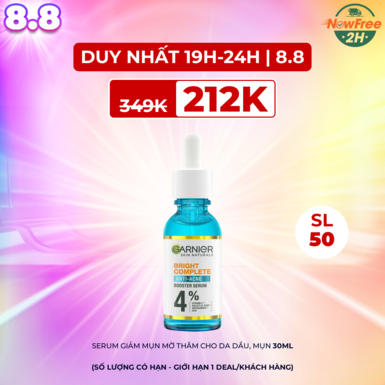 8.8
NowFree
2H
DUY NHẤT 19H-24H | 8.8
349K 212K
SL
50
GARNIER
SKIN NATURALS
BRIGHT
COMPLETE
ANTI-ACNE
BOOSTER SERUM
4%
SERUM GIẢM MỤN MỜ THÂM CHO DA DẦU, MỤN 30ML
(SỐ LƯỢNG CÓ HẠN - GIỚI HẠN 1 DEAL/KHÁCH HÀNG)